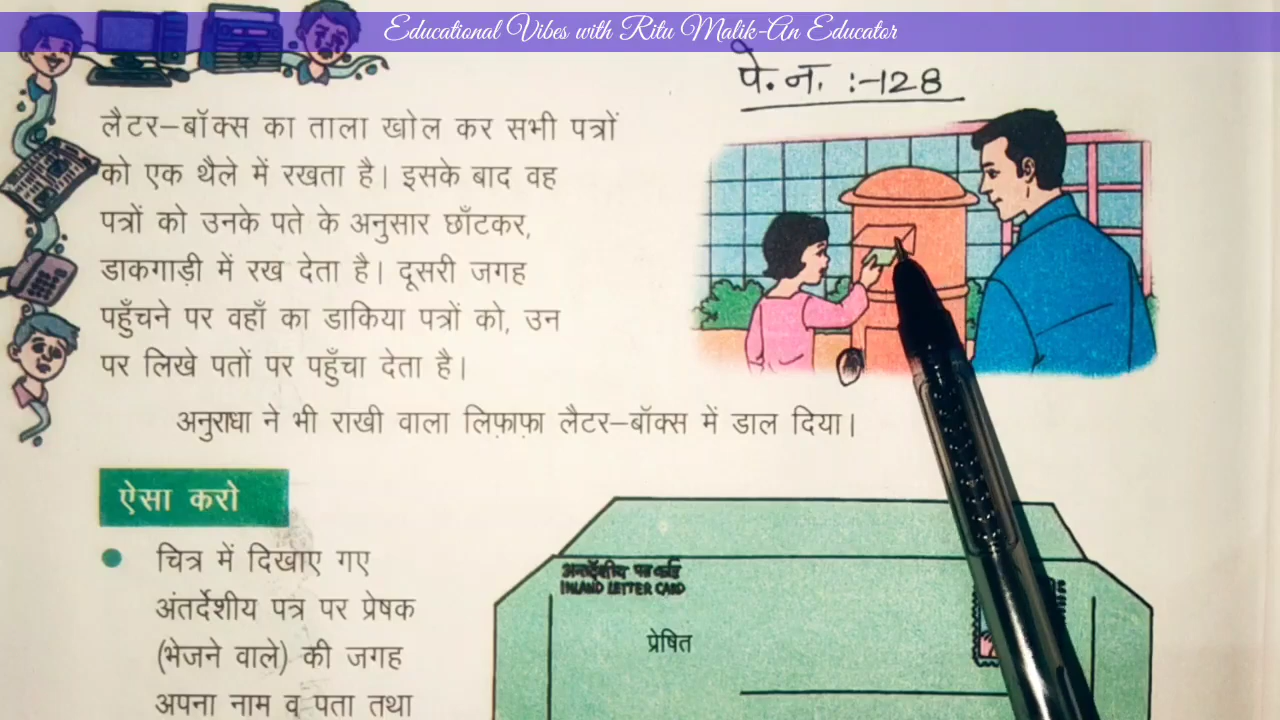 Educational Vibes with Ritu Malik-An Educator
पे.न. :-128
लैटर–बॉक्स का ताला खोल कर सभी पत्रों
को एक थैले में रखता है। इसके बाद वह
पत्रों को उनके पते के अनुसार छाँटकर,
डाकगाड़ी में रख देता है। दूसरी जगह
पहुँचने पर वहाँ का डाकिया पत्रों को, उन
पर लिखे पतों पर पहुँचा देता है।
अनुराधा ने भी राखी वाला लिफ़ाफ़ा लैटर–बॉक्स में डाल दिया।
ऐसा करो
चित्र में दिखाए गए
अंतर्देशीय पत्र पर प्रेषक
(भेजने वाले) की जगह
अपना नाम व पता तथा
INLAND LETTER CARD
प्रेषित